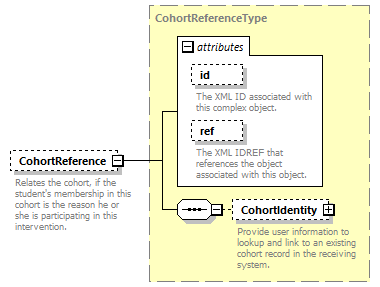 CohortReferenceType
attributes
id
The XML ID associated with
this complex object.
ref
The XML IDREF that
references the object
associated with this object.
CohortReference
Relates the cohort, if the
student's membership in this
cohort is the reason he or
she is participating in this
intervention.
CohortIdentity
Provide user information to
lookup and link to an existing
cohort record in the receiving
system.